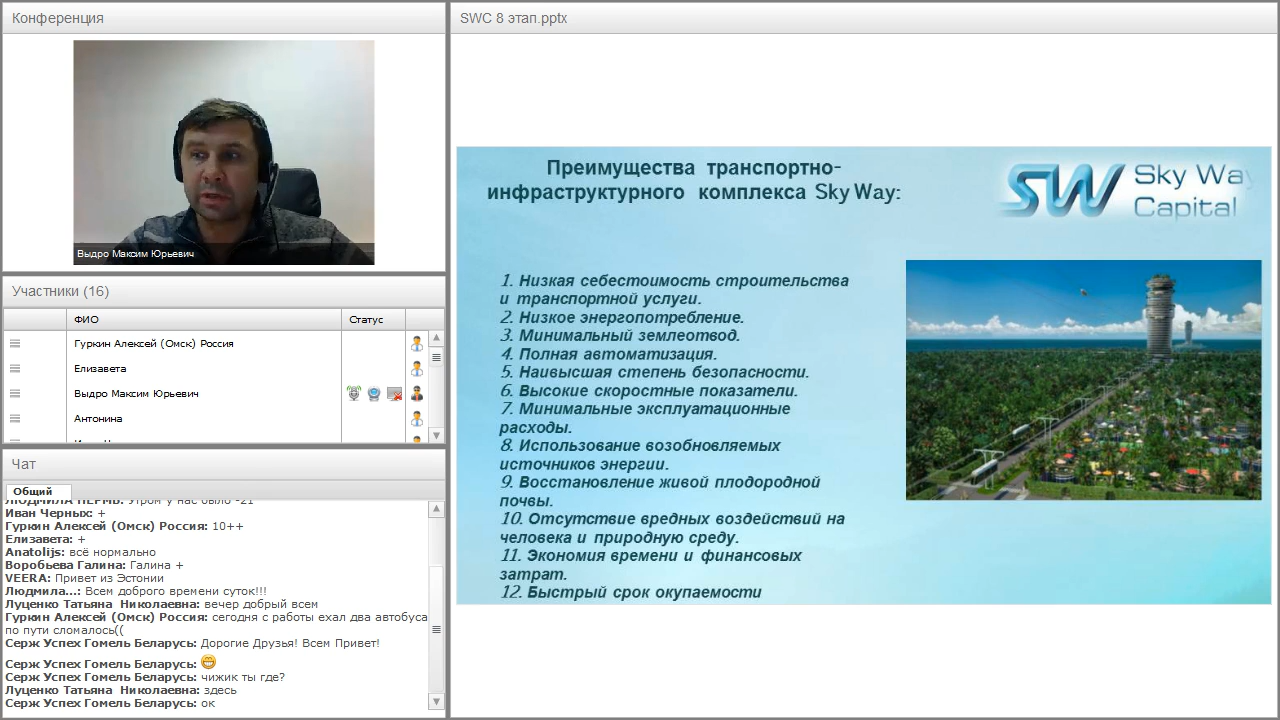 Конференция
Выдро Максим Юрьевич
Участники (16)
ФИО
Статус
Гуркин Алексей (Омск) Россия
Елизавета
Выдро Максим Юрьевич
Антонина
Чат
Общий
ЛЮДМИЛА ПЕРМЬ: Утром у нас было -21
Иван Черных: +
Гуркин Алексей (Омск) Россия: 10++
Елизавета: +
Anatolijs: всё нормально
Воробьева Галина: Галина +
VEERA: Привет из Эстонии
Людмила...: Всем доброго времени суток!!!
Луценко Татьяна Николаевна: вечер добрый всем
Гуркин Алексей (Омск) Россия: сегодня с работы ехал два автобуса
по пути сломалось((
Серж Успех Гомель Беларусь: Дорогие Друзья! Всем Привет!
Серж Успех Гомель Беларусь:
Серж Успех Гомель Беларусь: чижик ты где?
Луценко Татьяна Николаевна: здесь
Серж Успех Гомель Беларусь: ок
SWC 8 этап.pptx
Преимущества транспортно-
инфраструктурного комплекса Sky Way:
SW Sky Way
Capital
1. Низкая себестоимость строительства
и транспортной услуги.
2. Низкое энергопотребление.
3. Минимальный землеотвод.
4. Полная автоматизация.
5. Наивысшая степень безопасности.
6. Высокие скоростные показатели.
7. Минимальные эксплуатационные
расходы.
8. Использование возобновляемых
источников энергии.
9. Восстановление живой плодородной
почвы.
10. Отсутствие вредных воздействий на
человека и природную среду.
11. Экономия времени и финансовых
затрат.
12. Быстрый срок окупаемости